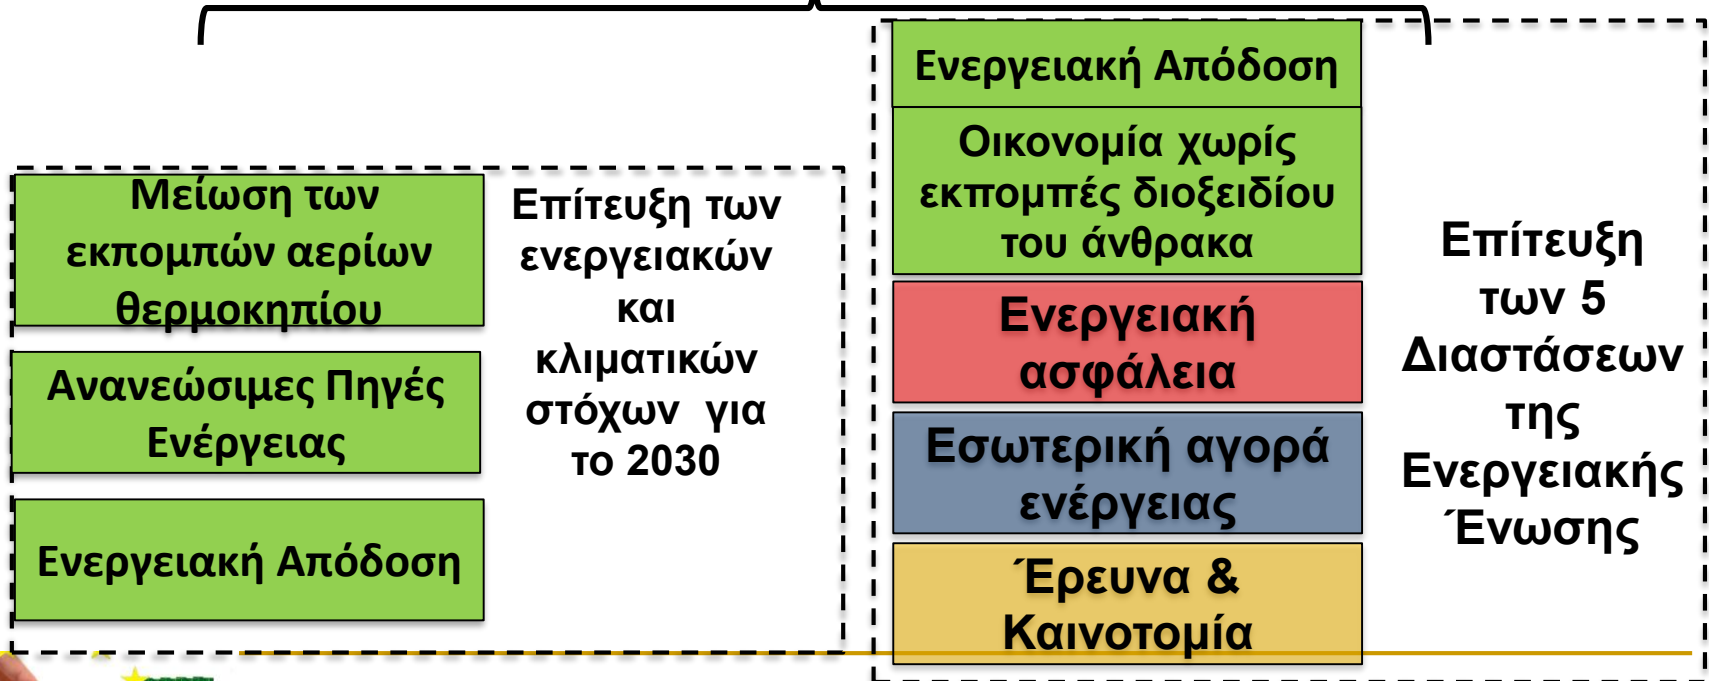 Μείωση των
εκπομπών αερίων
θερμοκηπίου
Ανανεώσιμες Πηγές
Ενέργειας
Ενεργειακή Απόδοση
Επίτευξη των
ενεργειακών
και
κλιματικών
στόχων για
το 2030
Ενεργειακή Απόδοση
Οικονομία χωρίς
εκπομπές διοξειδίου
του άνθρακα
Ενεργειακή
ασφάλεια
Εσωτερική αγορά
ενέργειας
Έρευνα &
Καινοτομία
Επίτευξη
των 5
Διαστάσεων
της
Ενεργειακής
Ένωσης